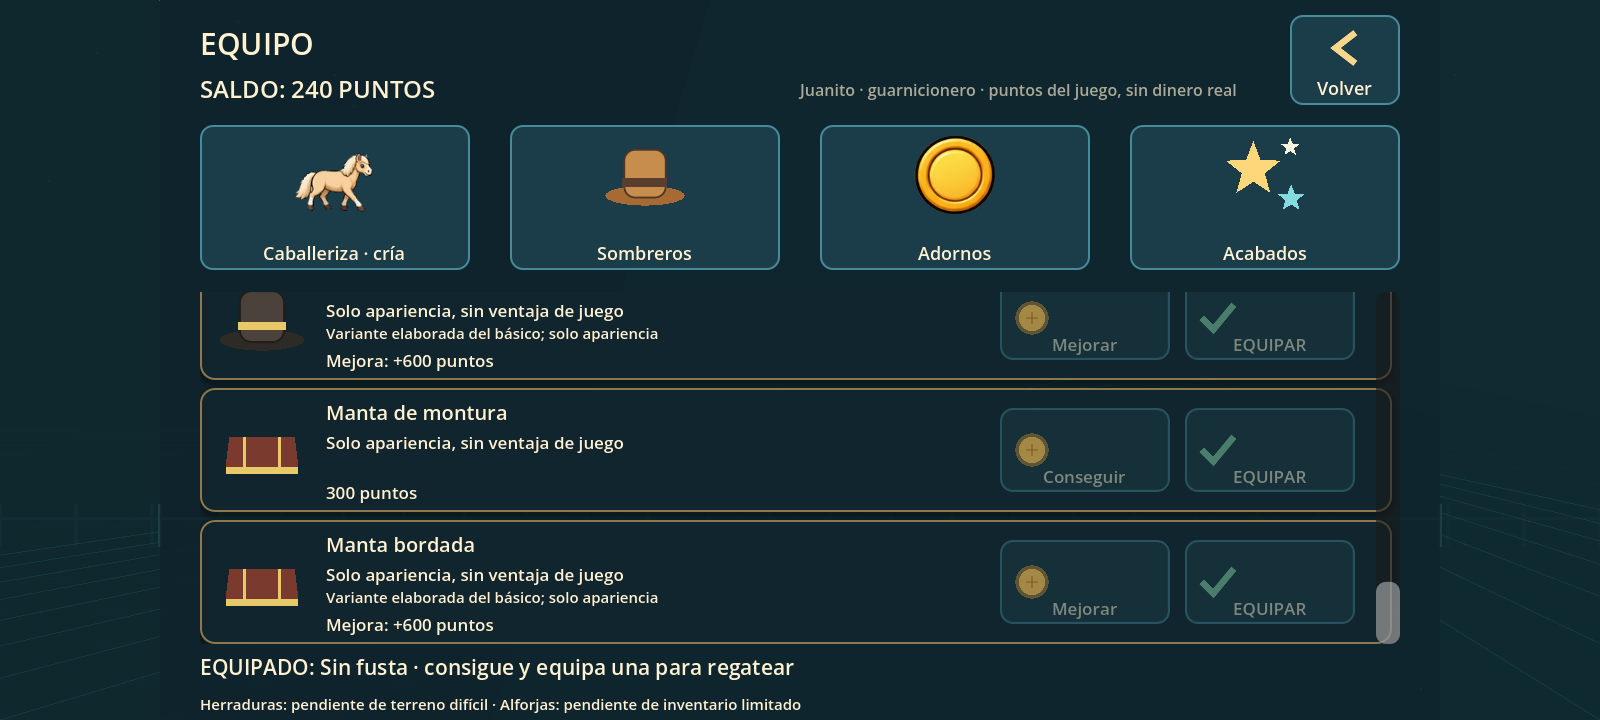 EQUIPO
SALDO: 240 PUNTOS
Juanito · guarnicionero · puntos del juego, sin dinero real
Volver
Caballeriza · cría
Sombreros
Adornos
Acabados
Solo apariencia, sin ventaja de juego
Variante elaborada del básico; solo apariencia
Mejora: +600 puntos
Mejorar
EQUIPAR
Manta de montura
Solo apariencia, sin ventaja de juego
300 puntos
Conseguir
EQUIPAR
Manta bordada
Solo apariencia, sin ventaja de juego
Variante elaborada del básico; solo apariencia
Mejora: +600 puntos
Mejorar
EQUIPAR
EQUIPADO: Sin fusta · consigue y equipa una para regatear
Herraduras: pendiente de terreno difícil · Alforjas: pendiente de inventario limitado